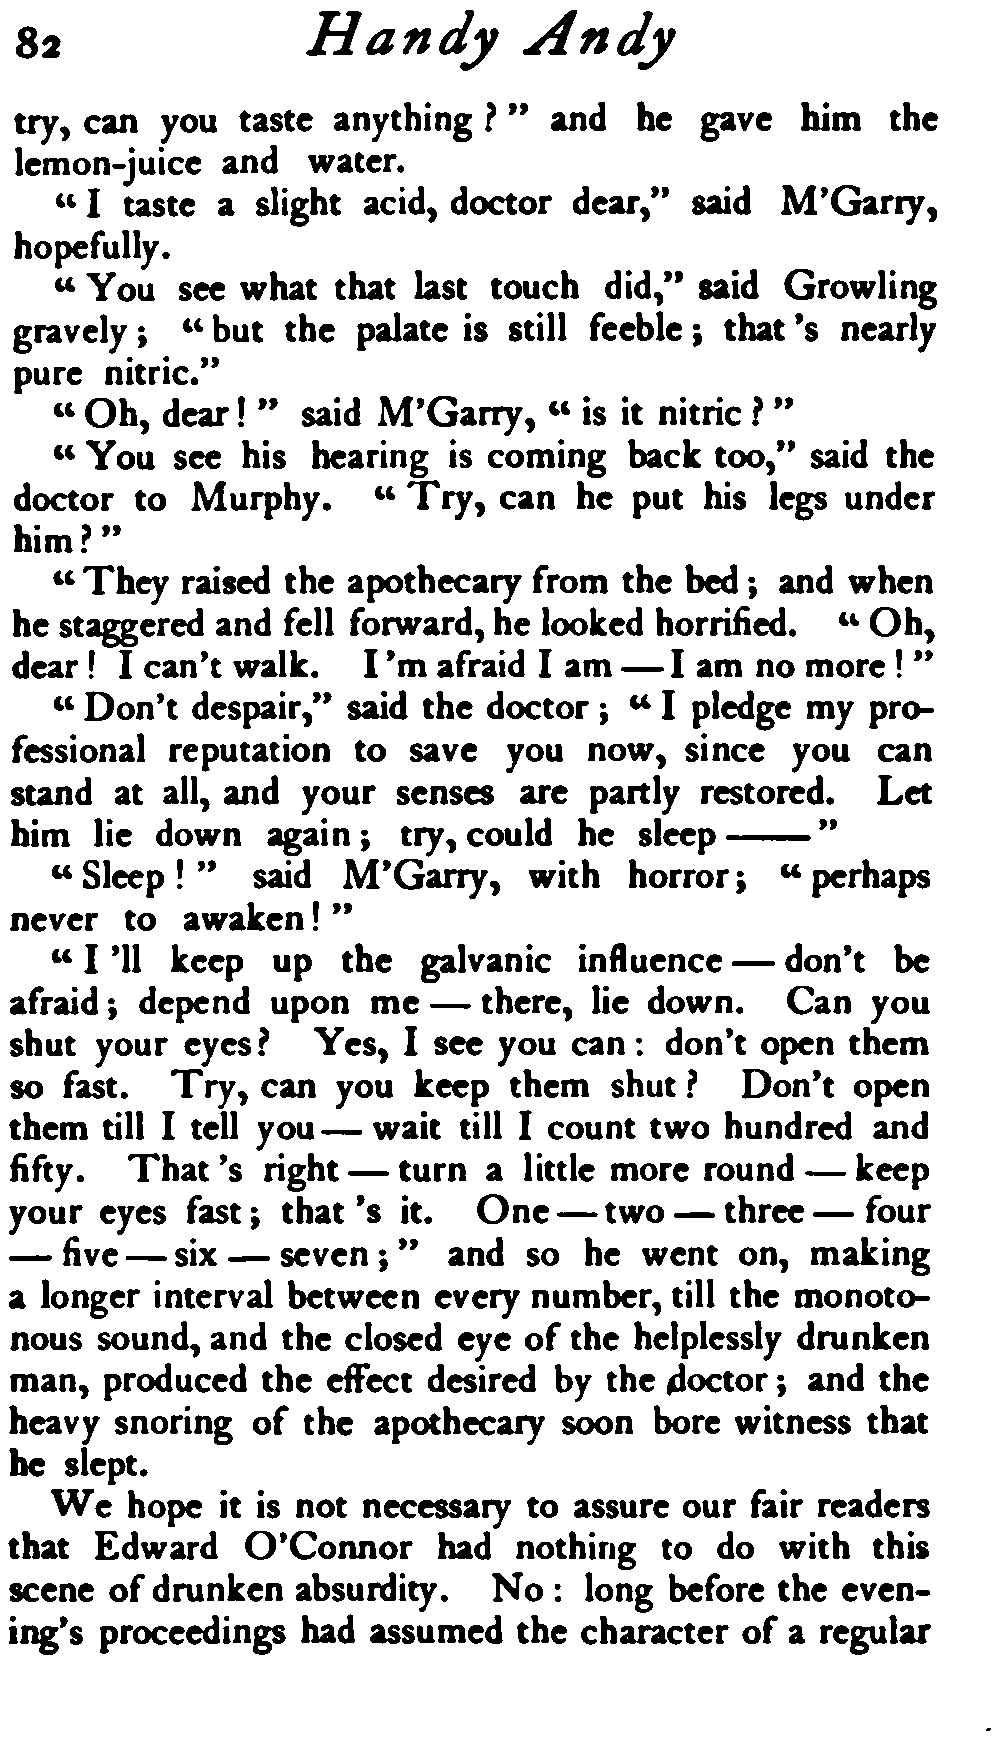 82 Handy Andy
try, can you taste anything?" and he gave him the
lemon-juice and water.
"I taste a slight acid, doctor dear," said M'Garry,
hopefully.
"You see what that last touch did," said Growling
gravely; "but the palate is still feeble; that's nearly
pure nitric."
"Oh, dear!" said M'Garry, "is it nitric?"
"You see his hearing is coming back too," said the
doctor to Murphy. "Try, can he put his legs under
him?"
"They raised the apothecary from the bed; and when
he staggered and fell forward, he looked horrified. "Oh,
dear! I can't walk. I'm afraid I am — I am no more!"
"Don't despair," said the doctor; "I pledge my pro-
fessional reputation to save you now, since you can
stand at all, and your senses are partly restored. Let
him lie down again; try, could he sleep ——"
"Sleep!" said M'Garry, with horror; "perhaps
never to awaken!"
"I'll keep up the galvanic influence — don't be
afraid; depend upon me — there, lie down. Can you
shut your eyes? Yes, I see you can: don't open them
so fast. Try, can you keep them shut? Don't open
them till I tell you — wait till I count two hundred and
fifty. That's right — turn a little more round — keep
your eyes fast; that's it. One — two — three — four
— five — six — seven;" and so he went on, making
a longer interval between every number, till the monoto-
nous sound, and the closed eye of the helplessly drunken
man, produced the effect desired by the doctor; and the
heavy snoring of the apothecary soon bore witness that
he slept.
We hope it is not necessary to assure our fair readers
that Edward O'Connor had nothing to do with this
scene of drunken absurdity. No: long before the even-
ing's proceedings had assumed the character of a regular